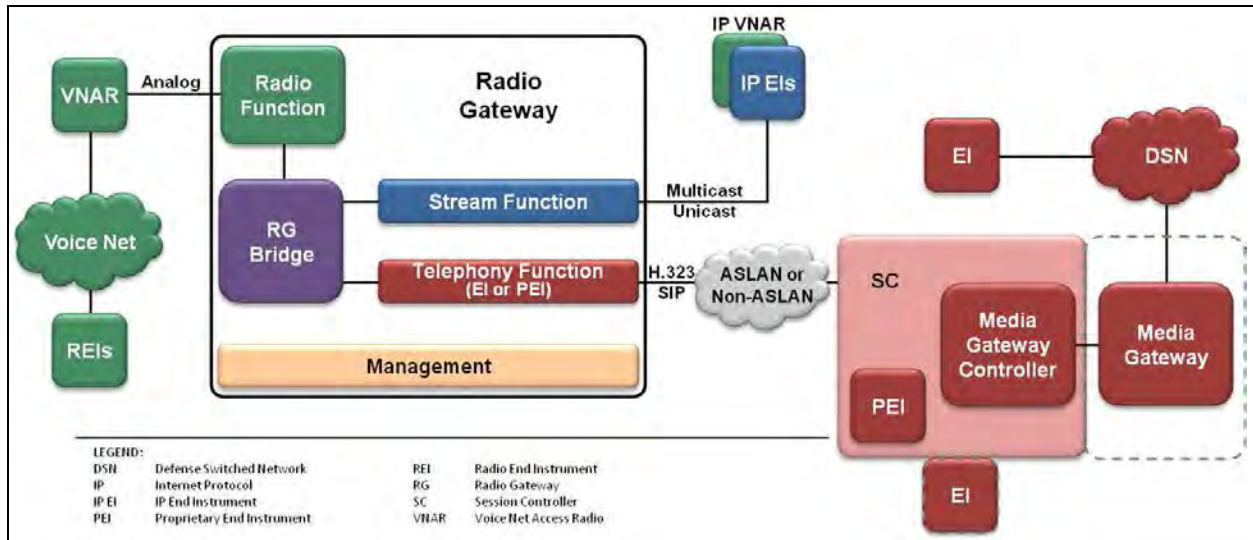 IP VNAR
IP EIs
VNAR
Analog
Radio
Function
Radio
Gateway
EI
DSN
Stream Function
Multicast
Unicast
Voice Net
RG
Bridge
Telephony Function
(EI or PEI)
H.323
SIP
ASLAN or
Non-ASLAN
SC
Media
Gateway
Controller
Media
Gateway
REIs
Management
PEI
EI
LEGEND:
DSN Defense Switched Network
IP Internet Protocol
IP EI IP End Instrument
PEI Proprietary End Instrument
REI Radio End Instrument
RG Radio Gateway
SC Session Controller
VNAR Voice Net Access Radio